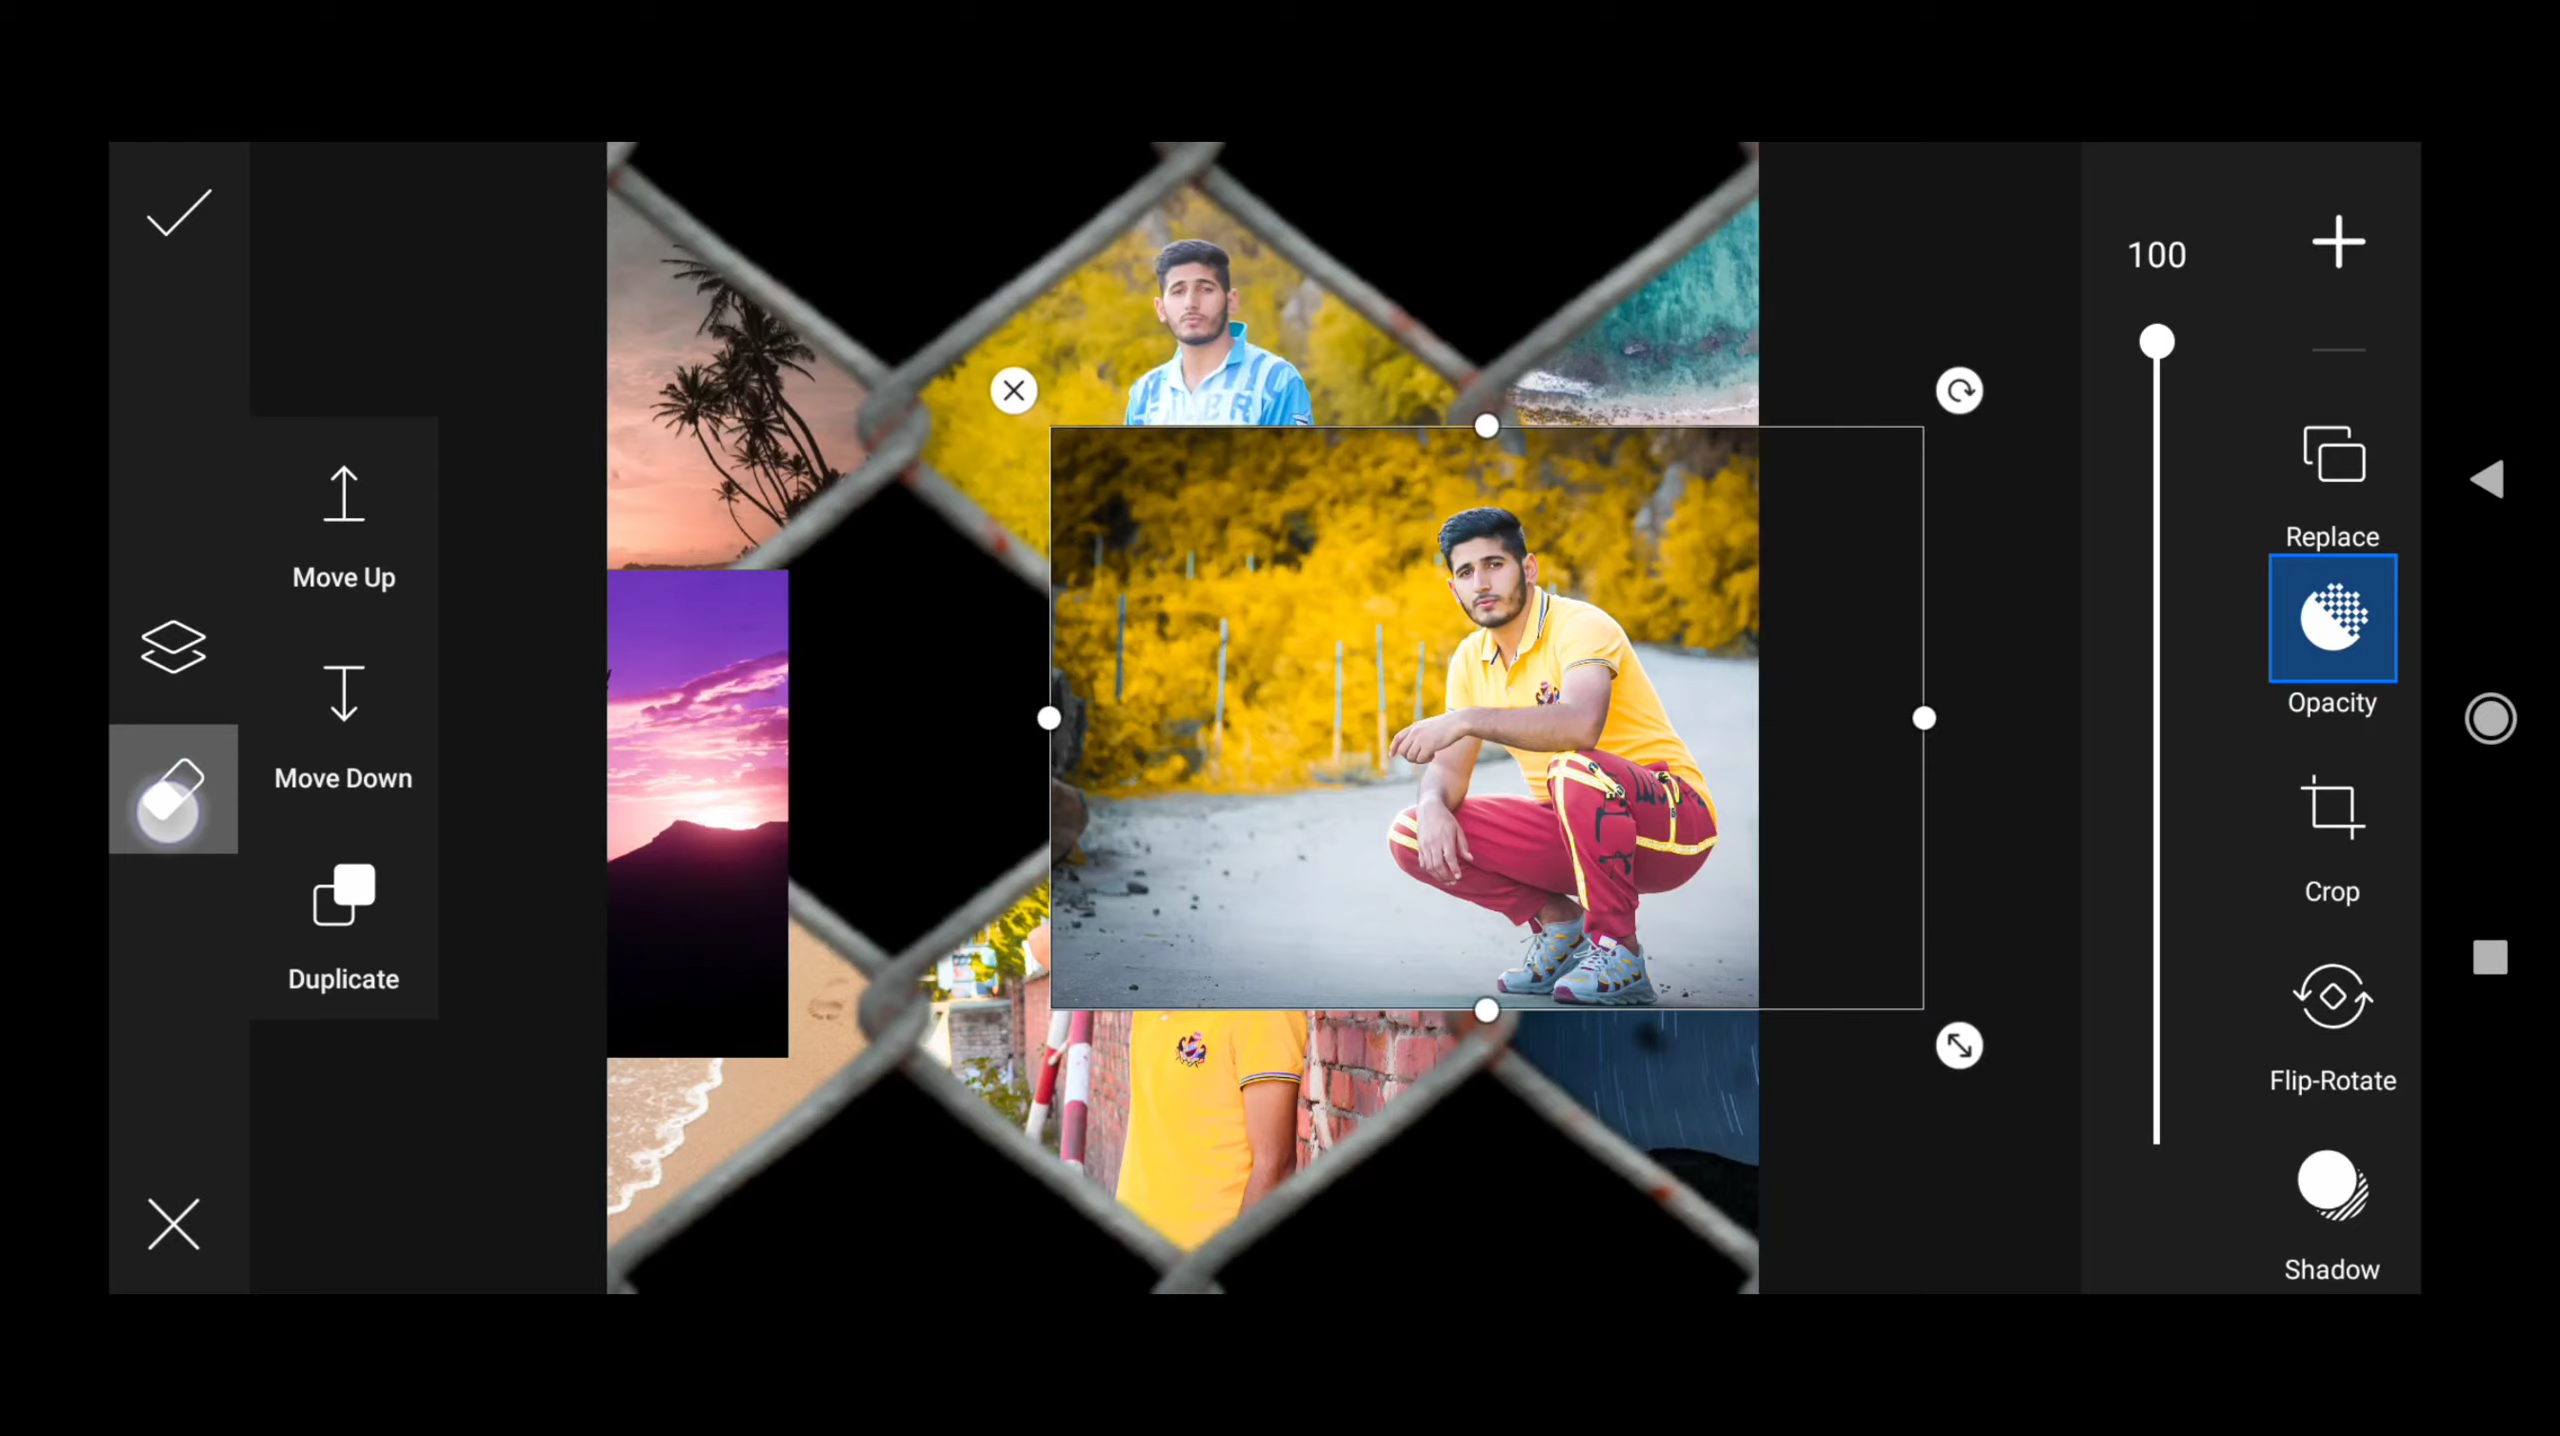 100
Replace
Move Up
Opacity
Move Down
Crop
Duplicate
Flip-Rotate
Shadow